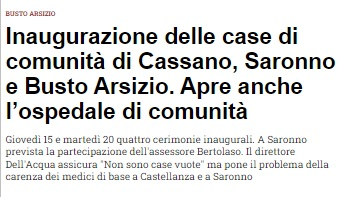 BUSTO ARSIZIO
Inaugurazione delle case di
comunità di Cassano, Saronno
e Busto Arsizio. Apre anche
l’ospedale di comunità
Giovedì 15 e martedì 20 quattro cerimonie inaugurali. A Saronno
prevista la partecipazione dell'assessore Bertolaso. Il direttore
Dell'Acqua assicura "Non sono case vuote" ma pone il problema della
carenza dei medici di base a Castellanza e a Saronno